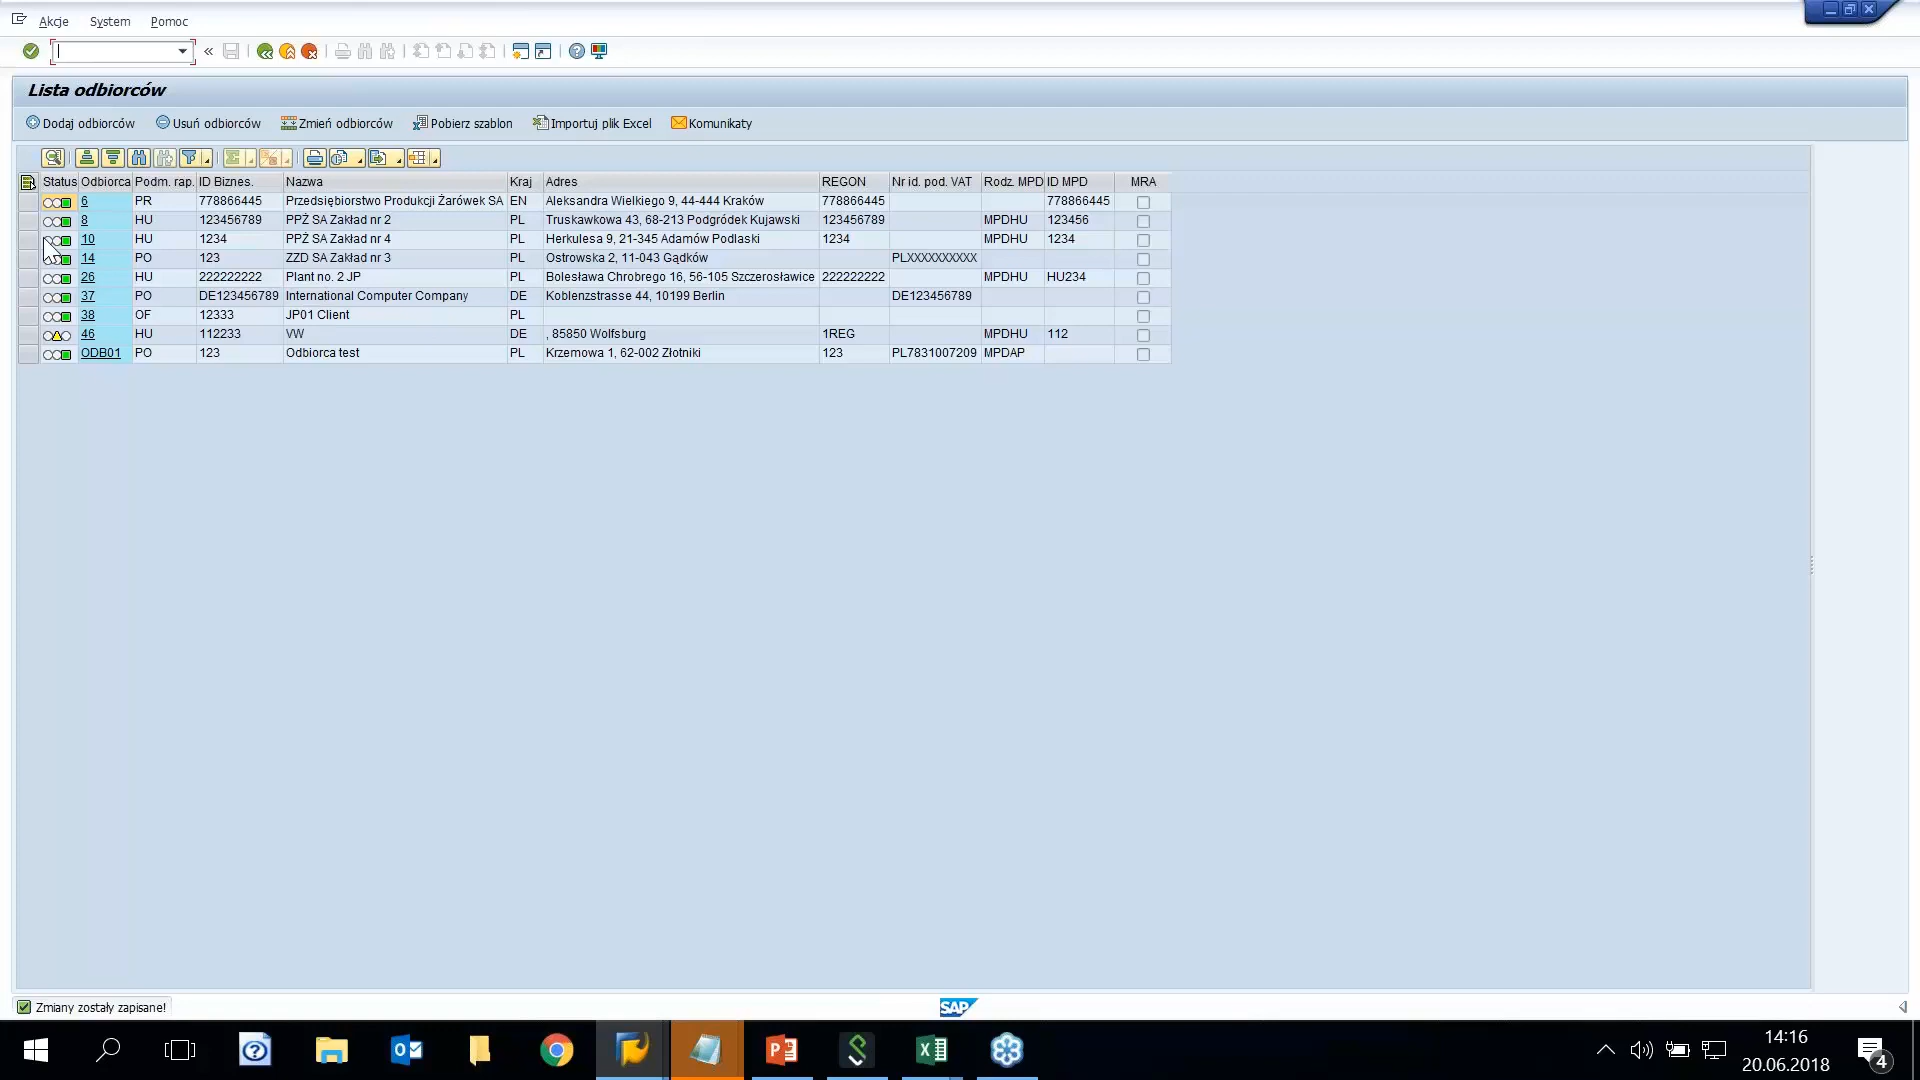 Akcje System Pomoc
Lista odbiorców
Dodaj odbiorców Usuń odbiorców Zmień odbiorców Pobierz szablon Importuj plik Excel Komunikaty
Status Odbiorca Podm. rap. ID Biznes. Nazwa Kraj Adres REGON Nr id. pod. VAT Rodz. MPD ID MPD MRA
6 PR 778866445 Przedsiębiorstwo Produkcji Żarówek SA EN Aleksandra Wielkiego 9, 44-444 Kraków 778866445 778866445
8 HU 123456789 PPŻ SA Zakład nr 2 PL Truskawkowa 43, 68-213 Podgródek Kujawski 123456789 MPDHU 123456
10 HU 1234 PPŻ SA Zakład nr 4 PL Herkulesa 9, 21-345 Adamów Podlaski 1234 MPDHU 1234
14 PO 123 ZZD SA Zakład nr 3 PL Ostrowska 2, 11-043 Gądków PLXXXXXXXXXX
26 HU 222222222 Plant no. 2 JP PL Bolesława Chrobrego 16, 56-105 Szczerosławice 222222222 MPDHU HU234
37 PO DE123456789 International Computer Company DE Koblenzstrasse 44, 10199 Berlin DE123456789
38 OF 12333 JP01 Client PL
46 HU 112233 VW DE , 85850 Wolfsburg 1REG MPDHU 112
ODB01 PO 123 Odbiorca test PL Krzemowa 1, 62-002 Złotniki 123 PL7831007209 MPDAP
Zmiany zostały zapisane!
SAP
14:16
20.06.2018
4